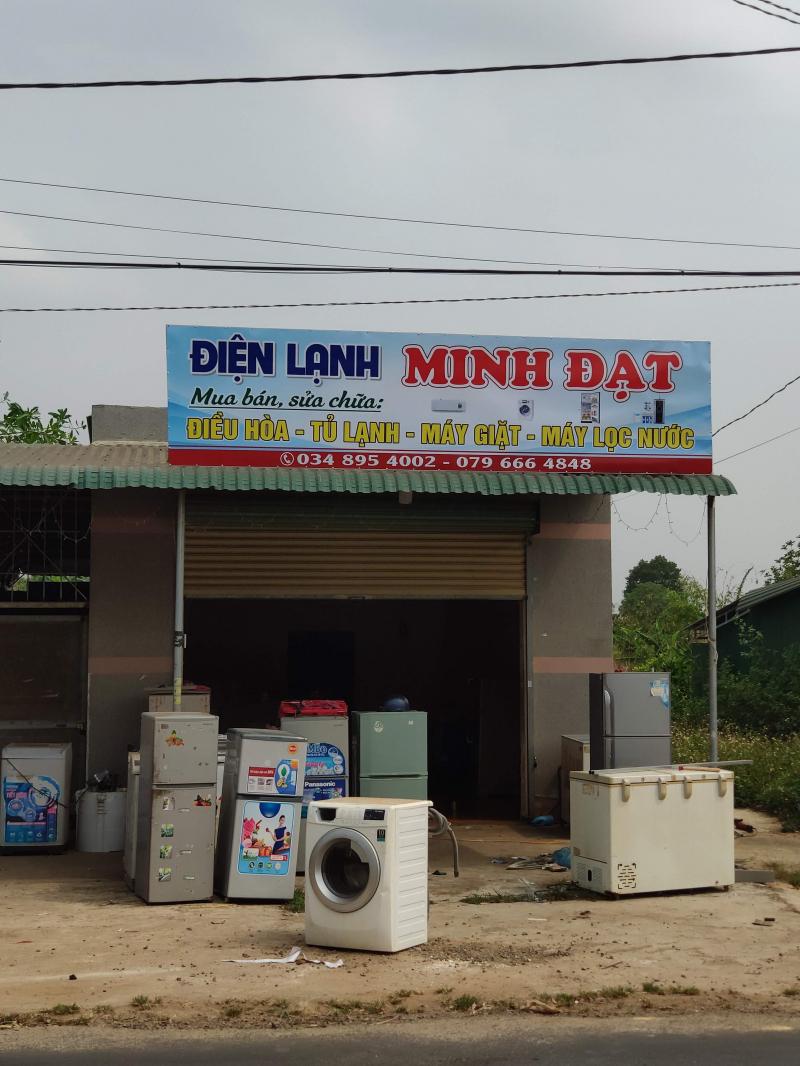 ĐIỆN LẠNH MINH ĐẠT
Mua bán, sửa chữa:
ĐIỀU HÒA - TỦ LẠNH - MÁY GIẶT - MÁY LỌC NƯỚC
034 895 4002 - 079 666 4848
Panasonic